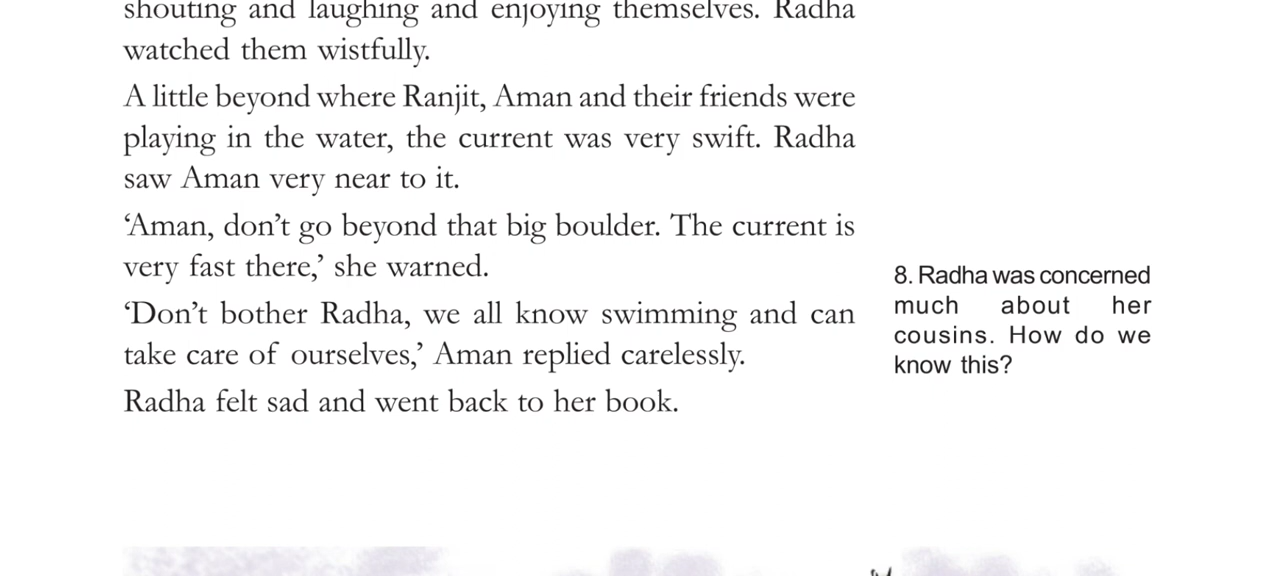 shouting and laughing and enjoying themselves. Radha
watched them wistfully.
A little beyond where Ranjit, Aman and their friends were
playing in the water, the current was very swift. Radha
saw Aman very near to it.
‘Aman, don’t go beyond that big boulder. The current is
very fast there,’ she warned.
‘Don’t bother Radha, we all know swimming and can
take care of ourselves,’ Aman replied carelessly.
Radha felt sad and went back to her book.
8. Radha was concerned
much about her
cousins. How do we
know this?